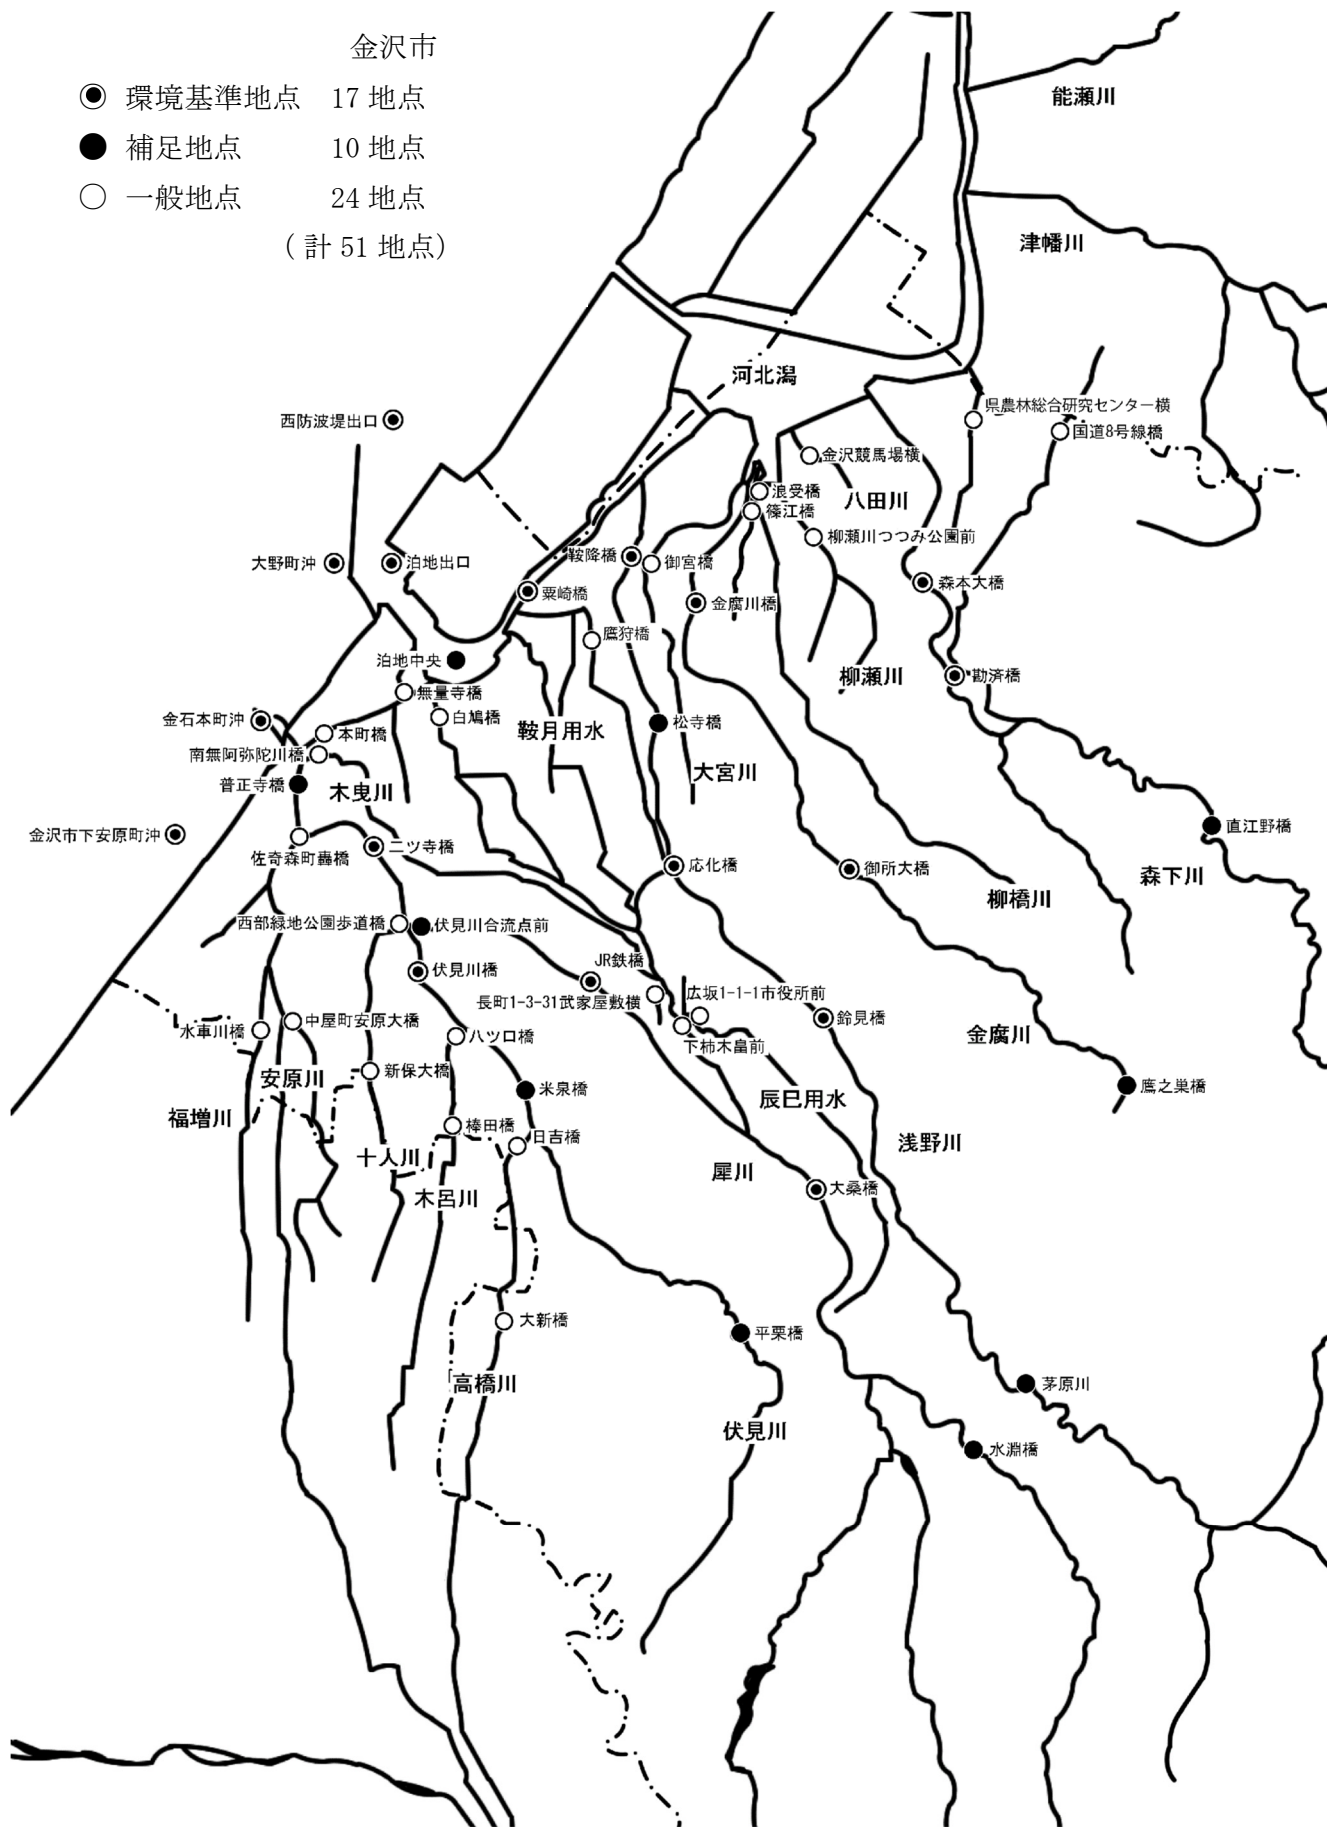 金沢市
環境基準地点 17 地点
補足地点 10 地点
一般地点 24 地点
(計 51 地点)
能瀬川
津幡川
河北潟
県農林総合研究センター横
西防波堤出口
国道8号線橋
金沢競馬場横
浪受橋
八田川
篠江橋
柳瀬川つつみ公園前
鞍降橋
御宮橋
大野町沖
泊地出口
森本大橋
粟崎橋
金腐川橋
鷹狩橋
泊地中央
柳瀬川
勘済橋
無量寺橋
白鳩橋
金石本町沖
鞍月用水
松寺橋
本町橋
南無阿弥陀川橋
大宮川
普正寺橋
木曳川
直江野橋
金沢市下安原町沖
二ツ寺橋
佐奇森町轟橋
応化橋
御所大橋
森下川
柳橋川
西部緑地公園歩道橋
伏見川合流点前
JR鉄橋
伏見川橋
広坂1-1-1市役所前
長町1-3-31武家屋敷横
鈴見橋
中屋町安原大橋
水車川橋
八ツロ橋
下柿木畠前
金腐川
新保大橋
安原川
鷹之巣橋
米泉橋
辰巳用水
福増川
棒田橋
日吉橋
浅野川
十人川
犀川
大桑橋
木呂川
大新橋
平栗橋
高橋川
茅原川
伏見川
水淵橋